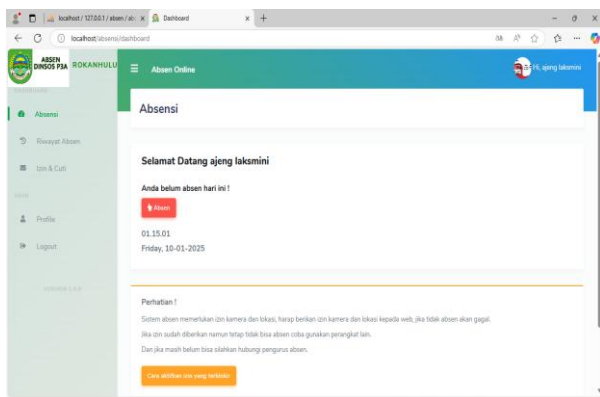 localhost / 127.0.0.1 / absen / ab
Dashboard
localhost/absensi/dashboard
ABSEN
DINSOS P3A
ROKANHULU
Absen Online
Hi, ajeng laksmini
Absensi
Absensi
Riwayat Absen
Izin & Cuti
Profile
Logout
Selamat Datang ajeng laksmini
Anda belum absen hari ini !
Absen
01.15.01
Friday, 10-01-2025
Perhatian !
Sistem absen memerlukan izin kamera dan lokasi, harap berikan izin kamera dan lokasi kepada web, jika tidak absen akan gagal.
Jika izin sudah diberikan namun tetap tidak bisa absen coba gunakan perangkat lain.
Dan jika masih belum bisa silahkan hubungi pengurus absen.
Cara aktifkan izin yang terblokir